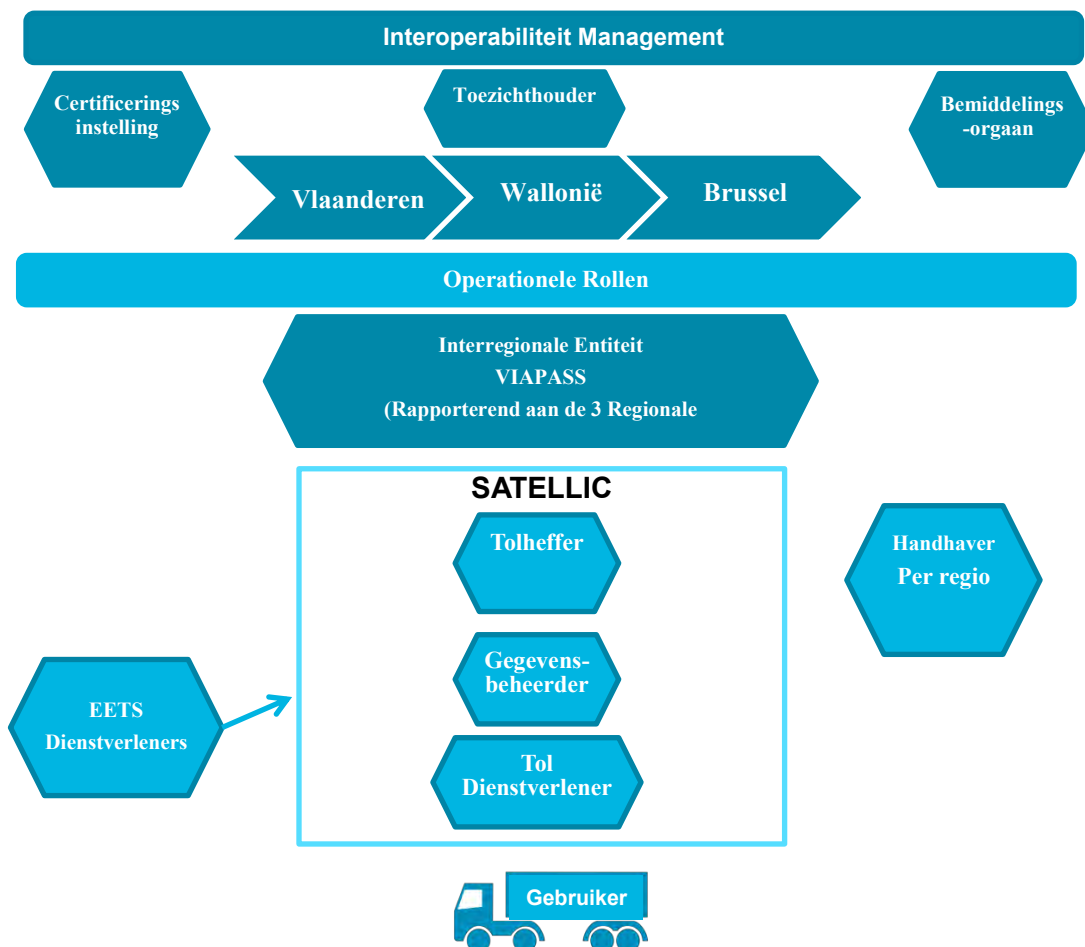 Interoperabiliteit Management
Certificerings
instelling
Toezichthouder
Bemiddelings
-orgaan
Vlaanderen
Wallonië
Brussel
Operationele Rollen
Interregionale Entiteit
VIAPASS
(Rapporterend aan de 3 Regionale
SATELLIC
Tolheffer
Handhaver
Per regio
Gegevens-
beheerder
EETS
Dienstverleners
Tol
Dienstverlener
Gebruiker